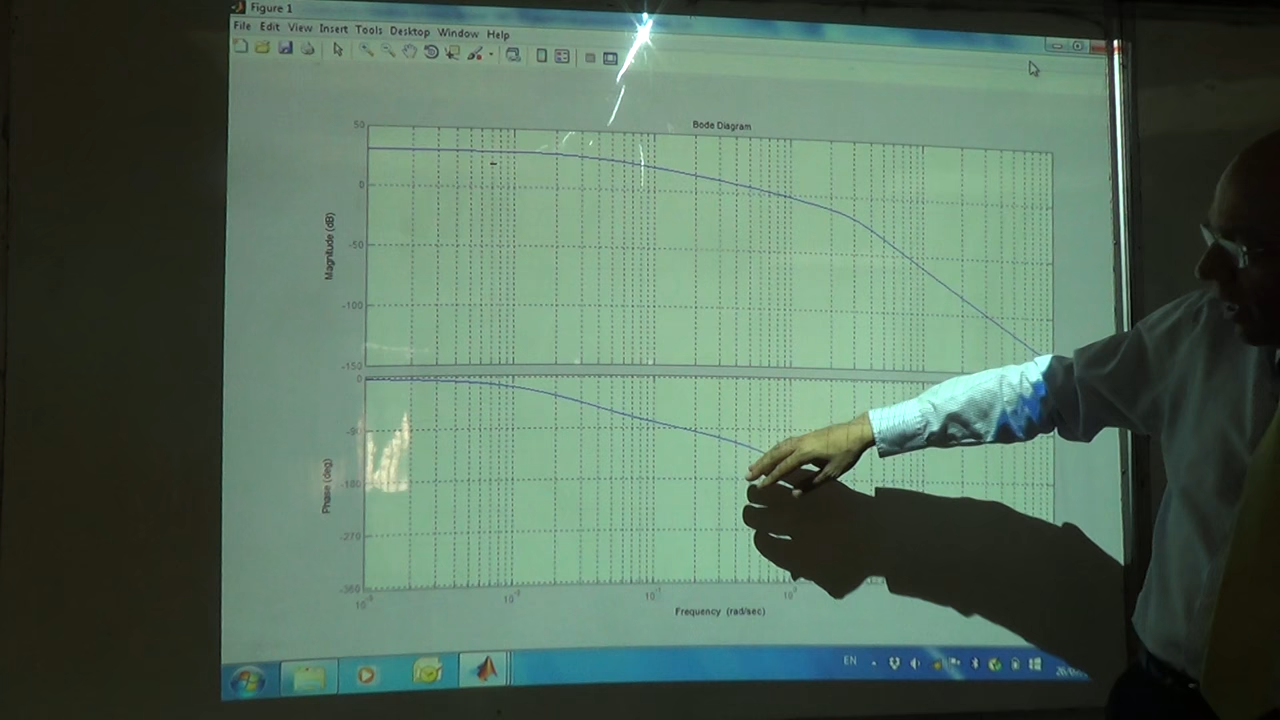 Figure 1
File Edit View Insert Tools Desktop Window Help
Bode Diagram
50
0
-50
-100
-150
Magnitude (dB)
0
-90
-180
-270
-360
Phase (deg)
Frequency (rad/sec)
EN